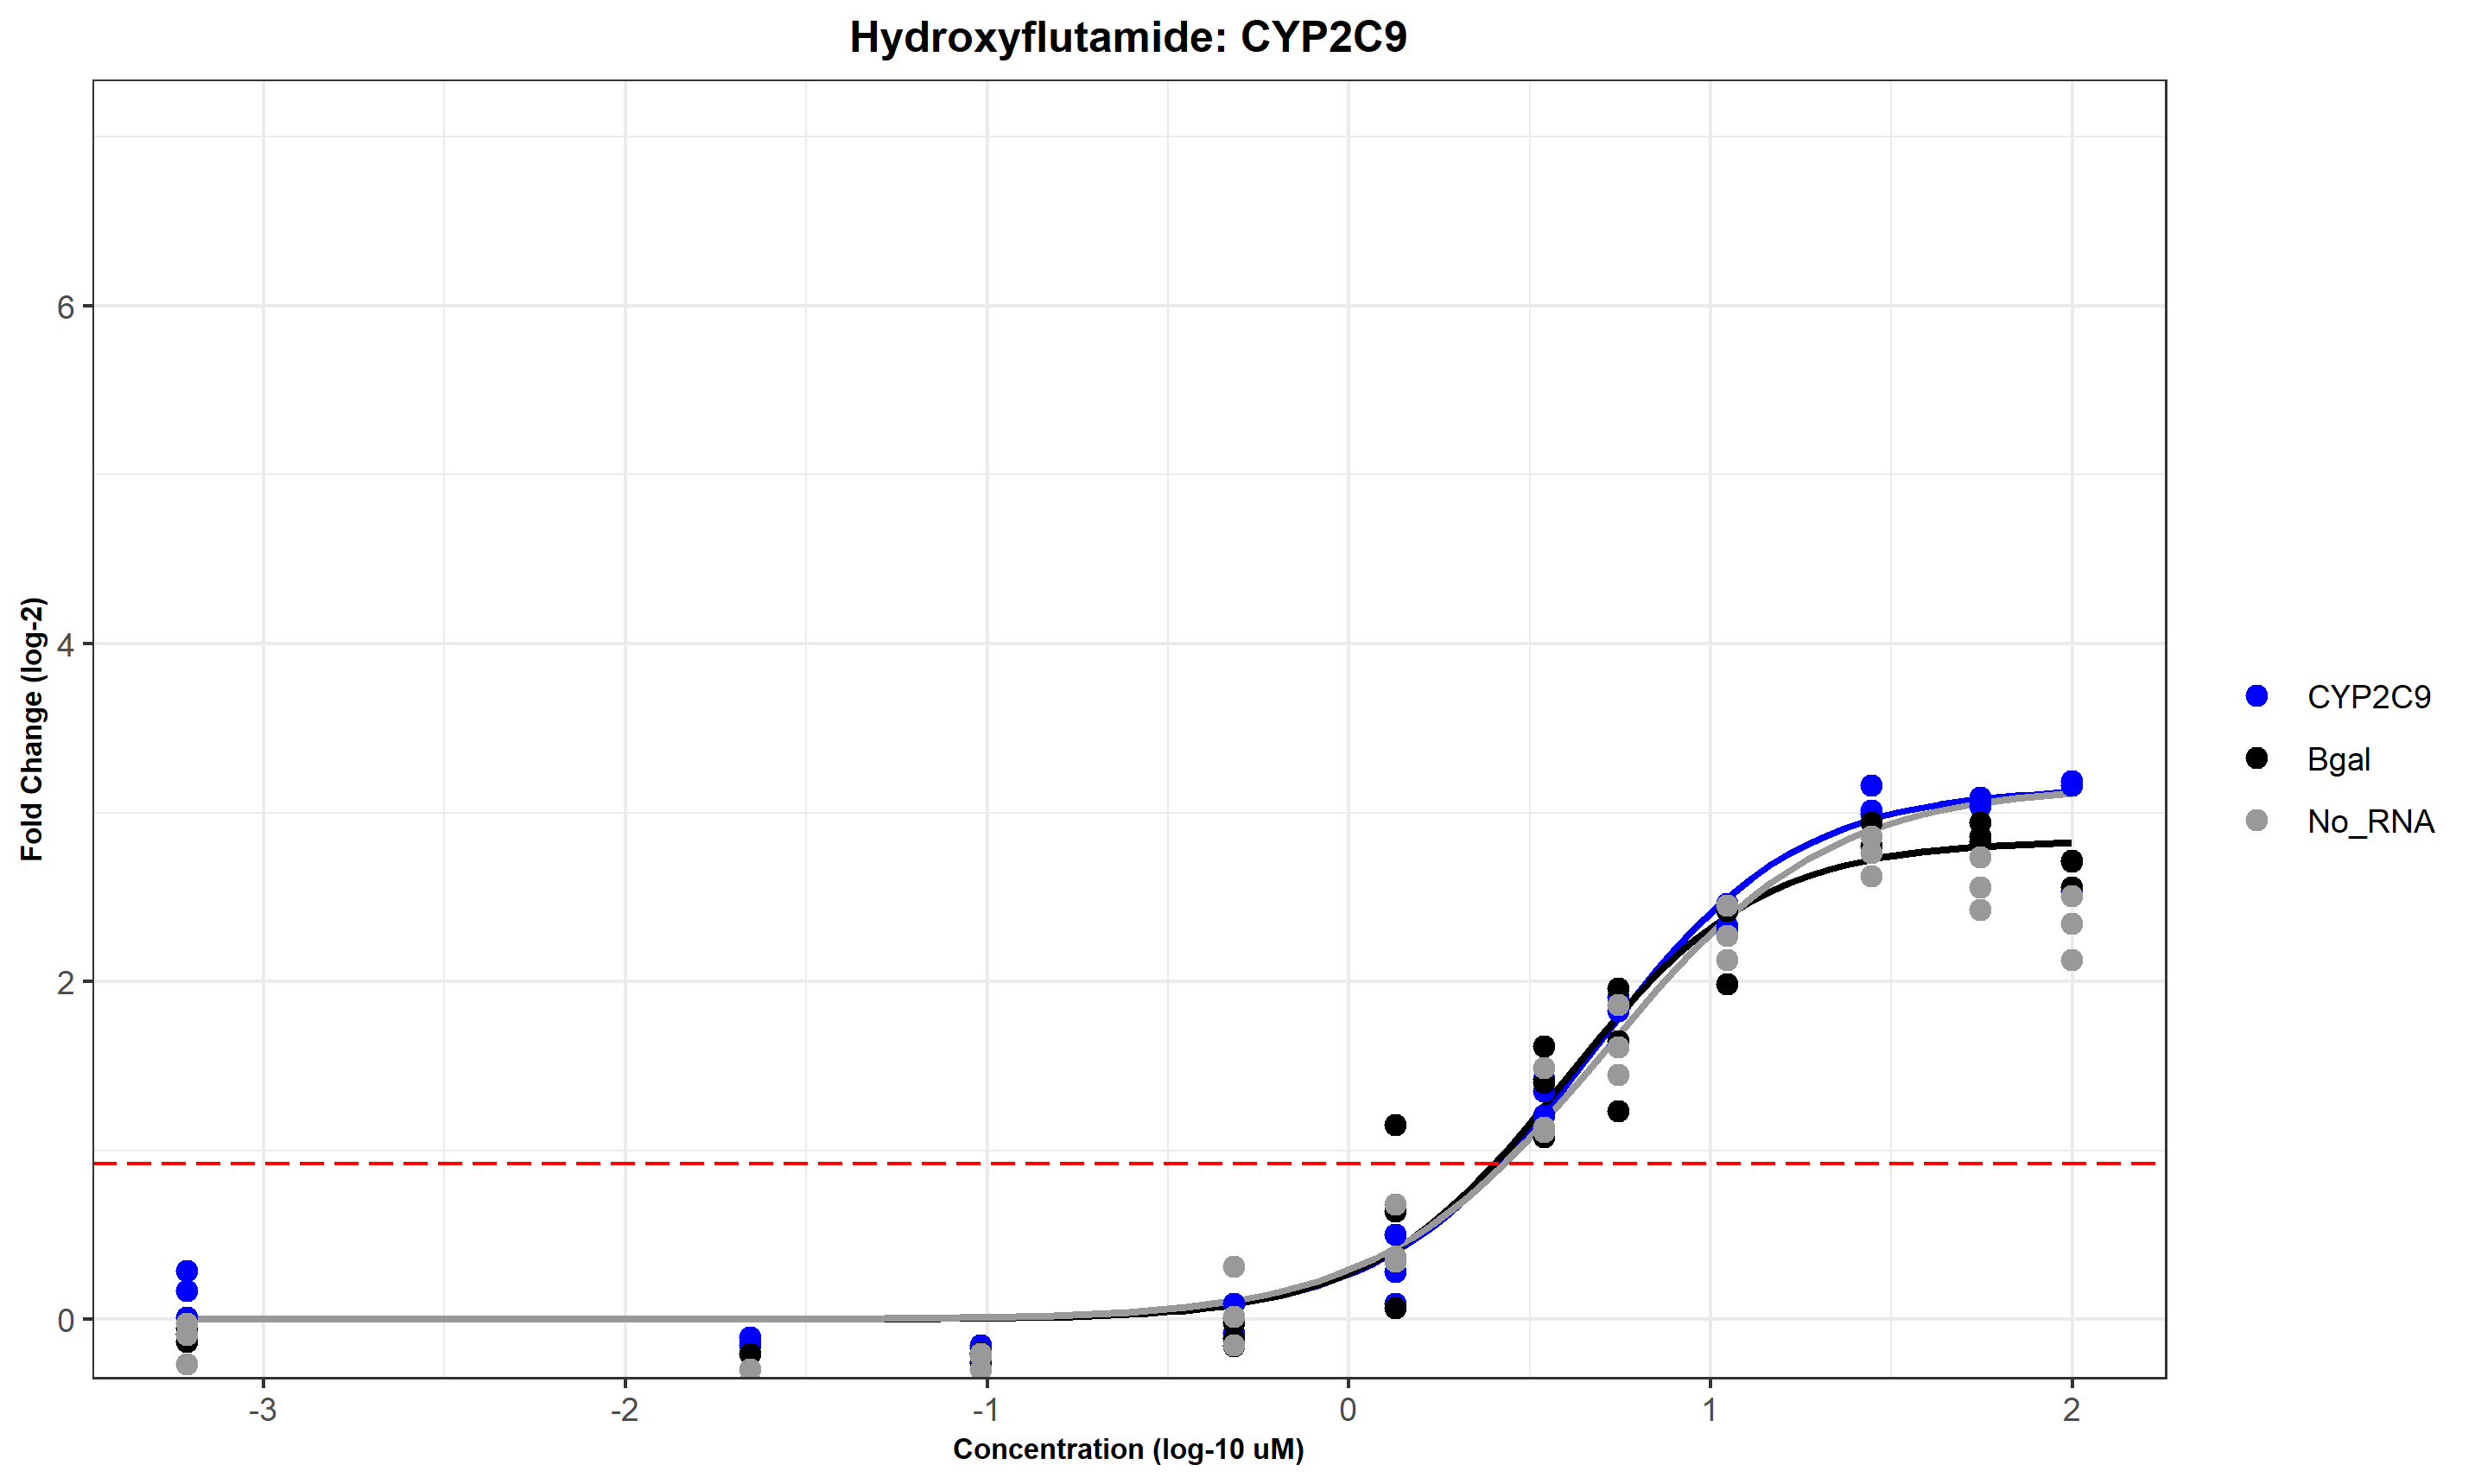 Hydroxyflutamide: CYP2C9
Fold Change (log-2)
6
4
2
0
-3
-2
-1
0
1
2
Concentration (log-10 uM)
CYP2C9
Bgal
No_RNA